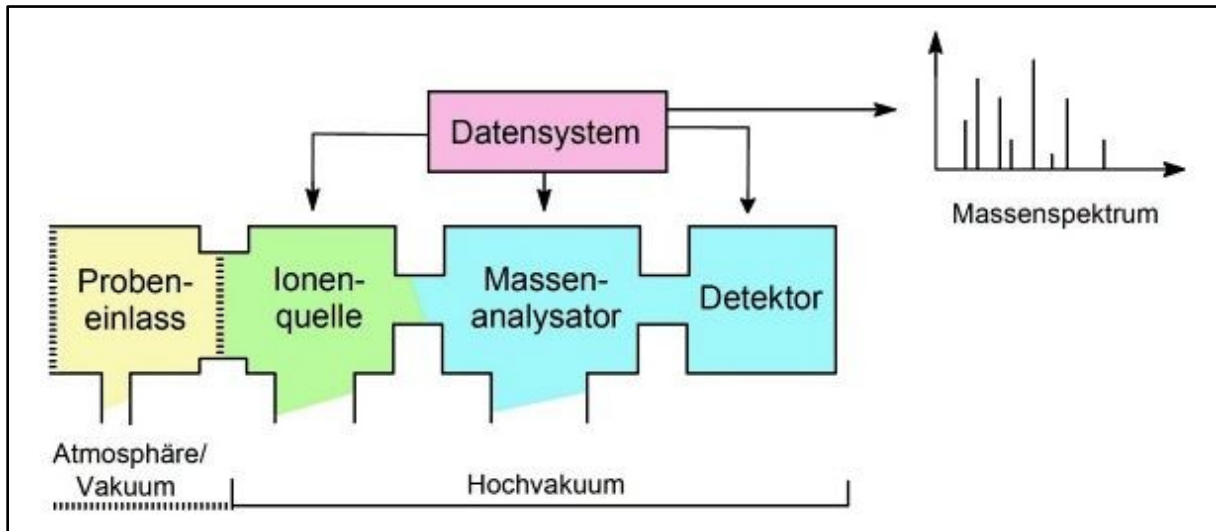 Datensystem
Massenspektrum
Proben-
einlass
Ionen-
quelle
Massen-
analysator
Detektor
Atmosphäre/
Vakuum
Hochvakuum